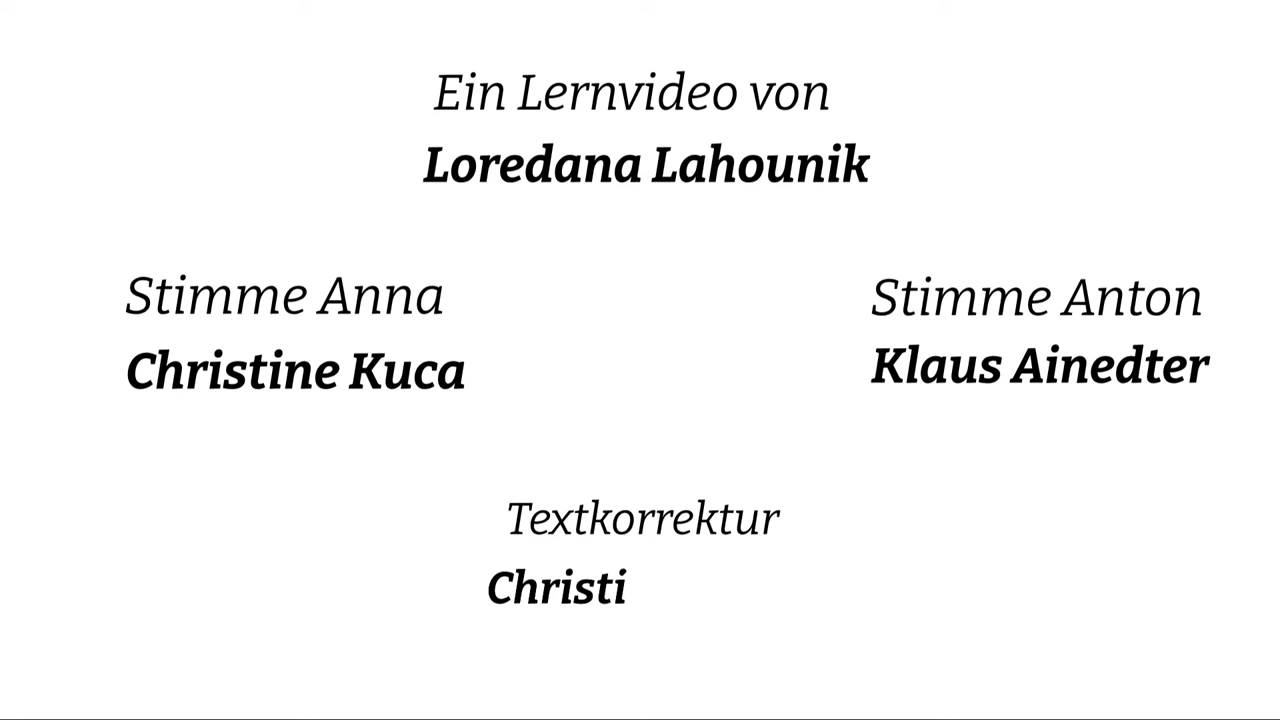 Ein Lernvideo von
Loredana Lahounik
Stimme Anna
Christine Kuca
Stimme Anton
Klaus Ainedter
Textkorrektur
Christi